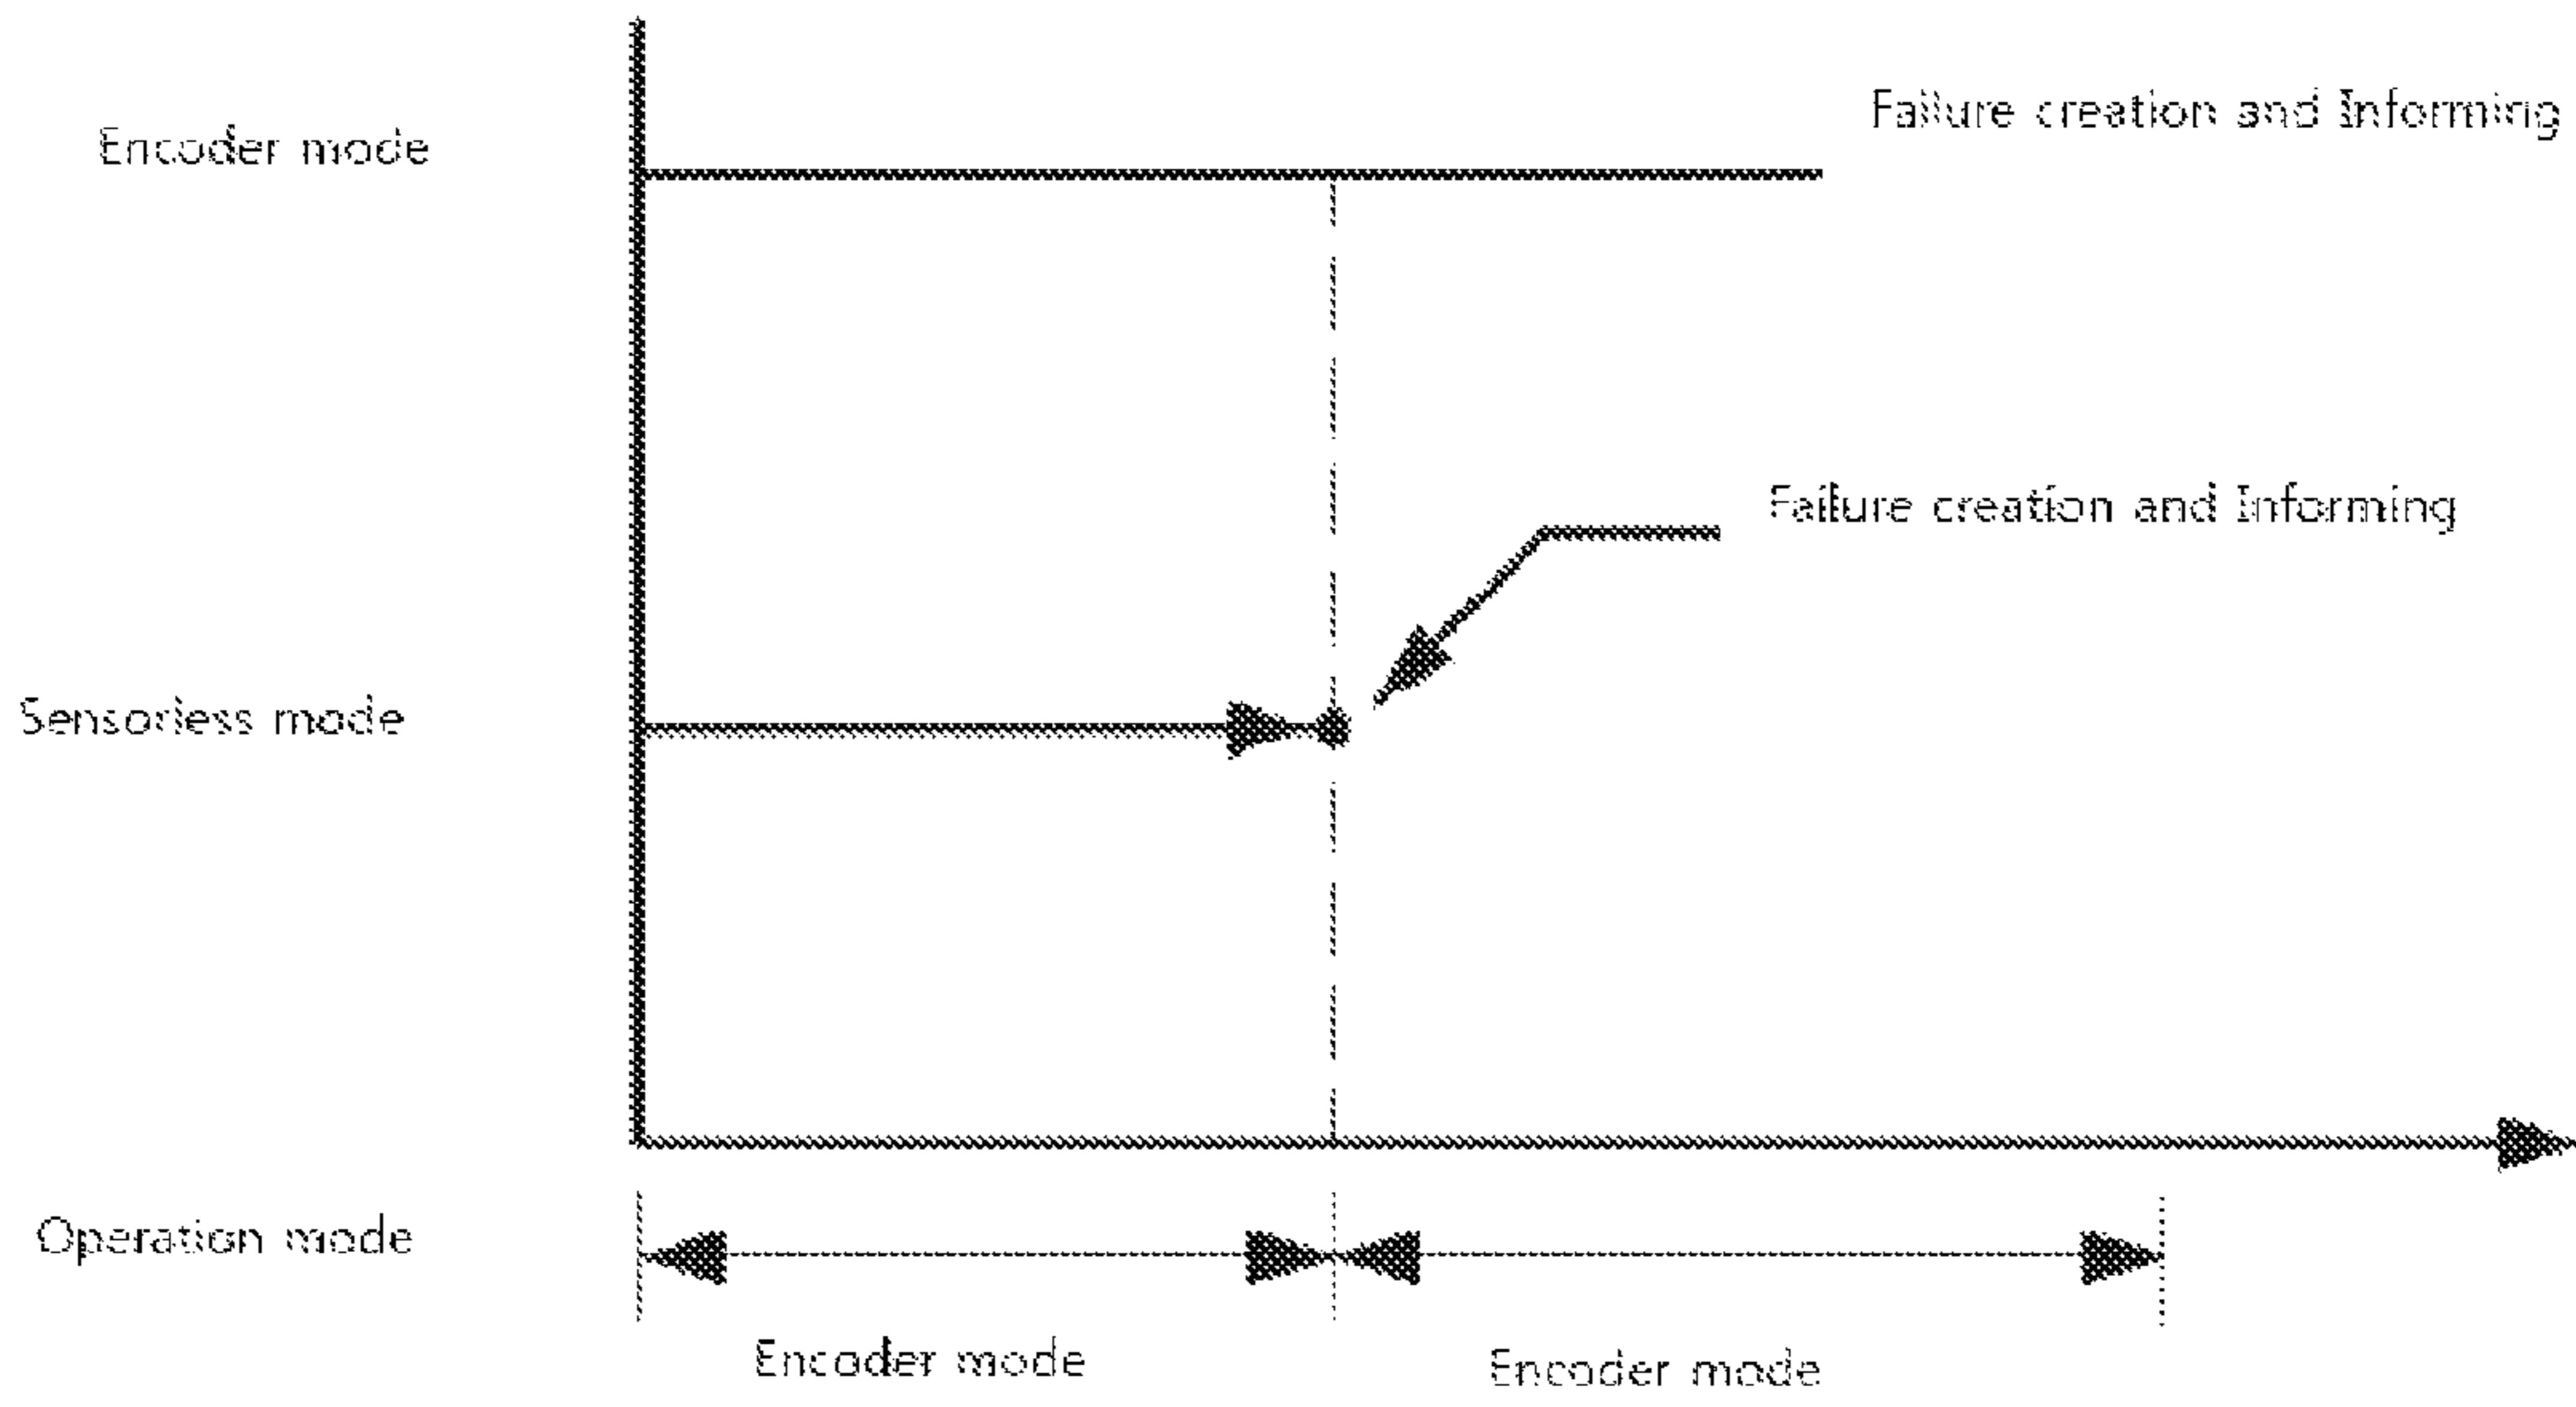 Failure creation and Informing
Encoder mode
Failure creation and Informing
Sensorless mode
Operation mode
Encoder mode
Encoder mode